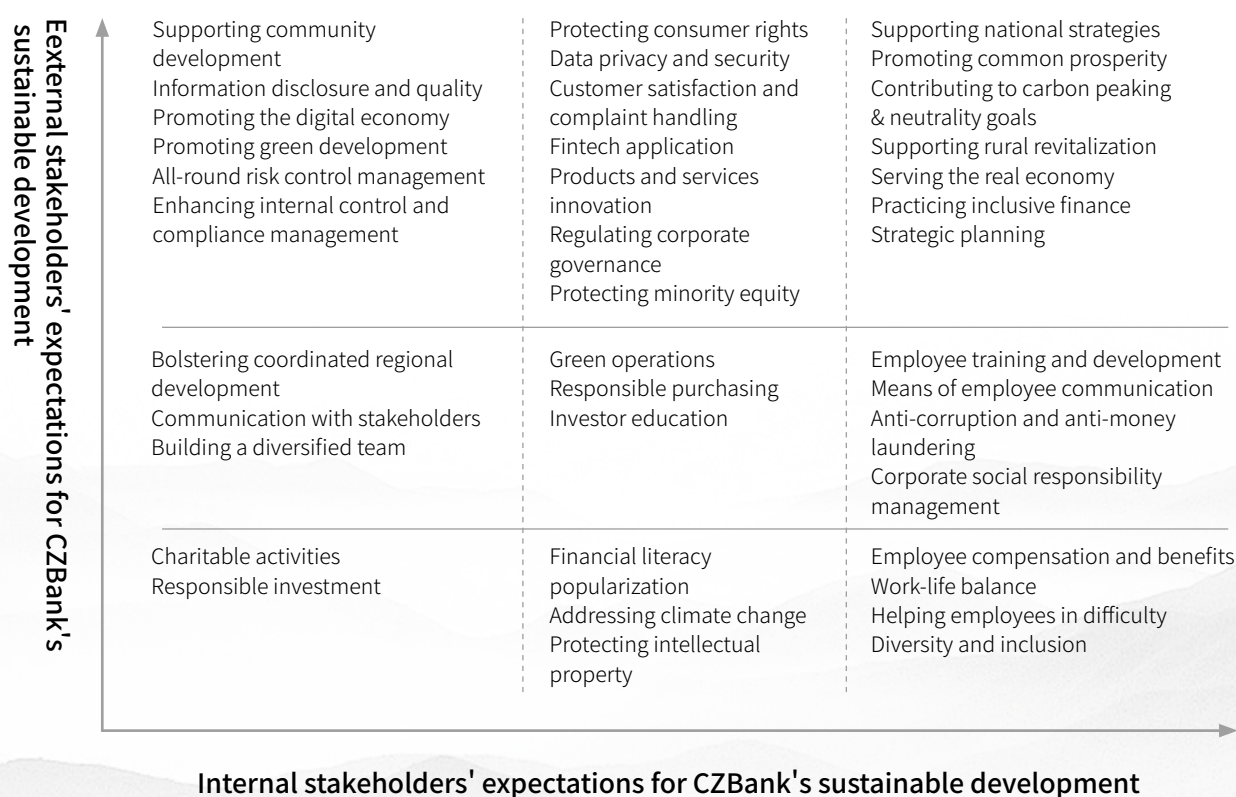 Eexternal stakeholders' expectations for CZBank's
sustainable development
Supporting community
development
Information disclosure and quality
Promoting the digital economy
Promoting green development
All-round risk control management
Enhancing internal control and
compliance management
Protecting consumer rights
Data privacy and security
Customer satisfaction and
complaint handling
Fintech application
Products and services
innovation
Regulating corporate
governance
Protecting minority equity
Supporting national strategies
Promoting common prosperity
Contributing to carbon peaking
& neutrality goals
Supporting rural revitalization
Serving the real economy
Practicing inclusive finance
Strategic planning
Bolstering coordinated regional
development
Communication with stakeholders
Building a diversified team
Green operations
Responsible purchasing
Investor education
Employee training and development
Means of employee communication
Anti-corruption and anti-money
laundering
Corporate social responsibility
management
Charitable activities
Responsible investment
Financial literacy
popularization
Addressing climate change
Protecting intellectual
property
Employee compensation and benefits
Work-life balance
Helping employees in difficulty
Diversity and inclusion
Internal stakeholders' expectations for CZBank's sustainable development